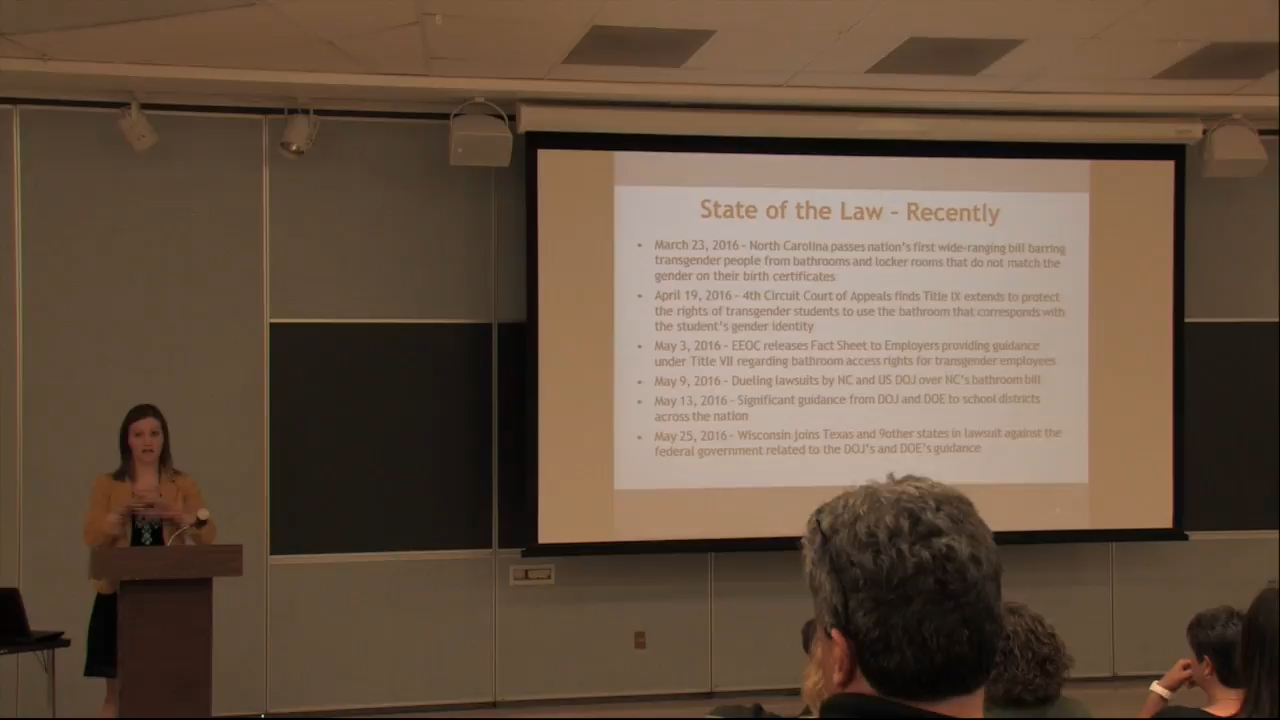 State of the Law - Recently
• March 23, 2016 - North Carolina passes nation's first wide-ranging bill barring
transgender people from bathrooms and locker rooms that do not match the
gender on their birth certificates
• April 19, 2016 - 4th Circuit Court of Appeals finds Title IX extends to protect
the rights of transgender students to use the bathroom that corresponds with
the student's gender identity
• May 3, 2016 - EEOC releases Fact Sheet to Employers providing guidance
under Title VII regarding bathroom access rights for transgender employees
• May 9, 2016 - Dueling lawsuits by NC and US DOJ over NC's bathroom bill
• May 13, 2016 - Significant guidance from DOJ and DOE to school districts
across the nation
• May 25, 2016 - Wisconsin joins Texas and 9other states in lawsuit against the
federal government related to the DOJ's and DOE's guidance